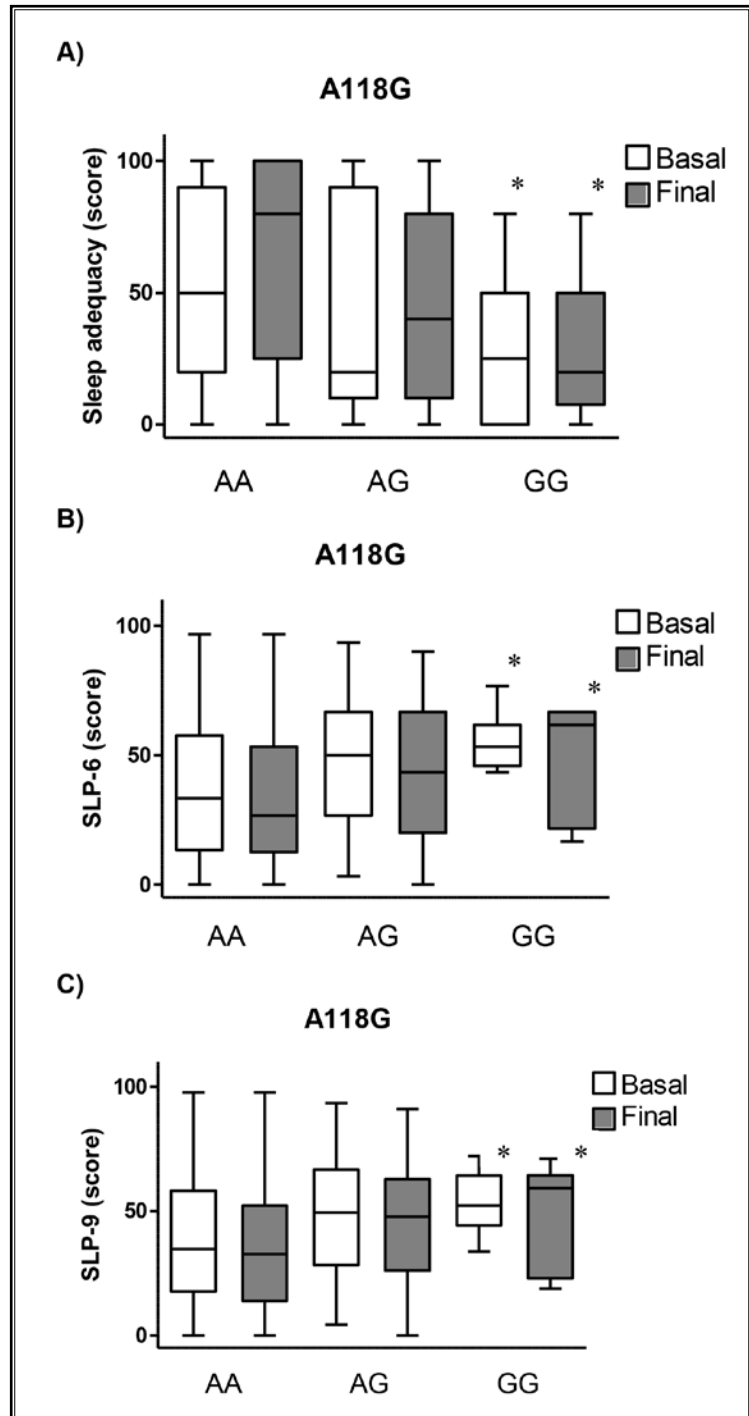 A)
A118G
Sleep adequacy (score)
100
50
0
Basal
Final
*
*
AA
AG
GG
B)
A118G
SLP-6 (score)
100
50
0
Basal
Final
*
*
AA
AG
GG
C)
A118G
SLP-9 (score)
100
50
0
Basal
Final
*
*
AA
AG
GG